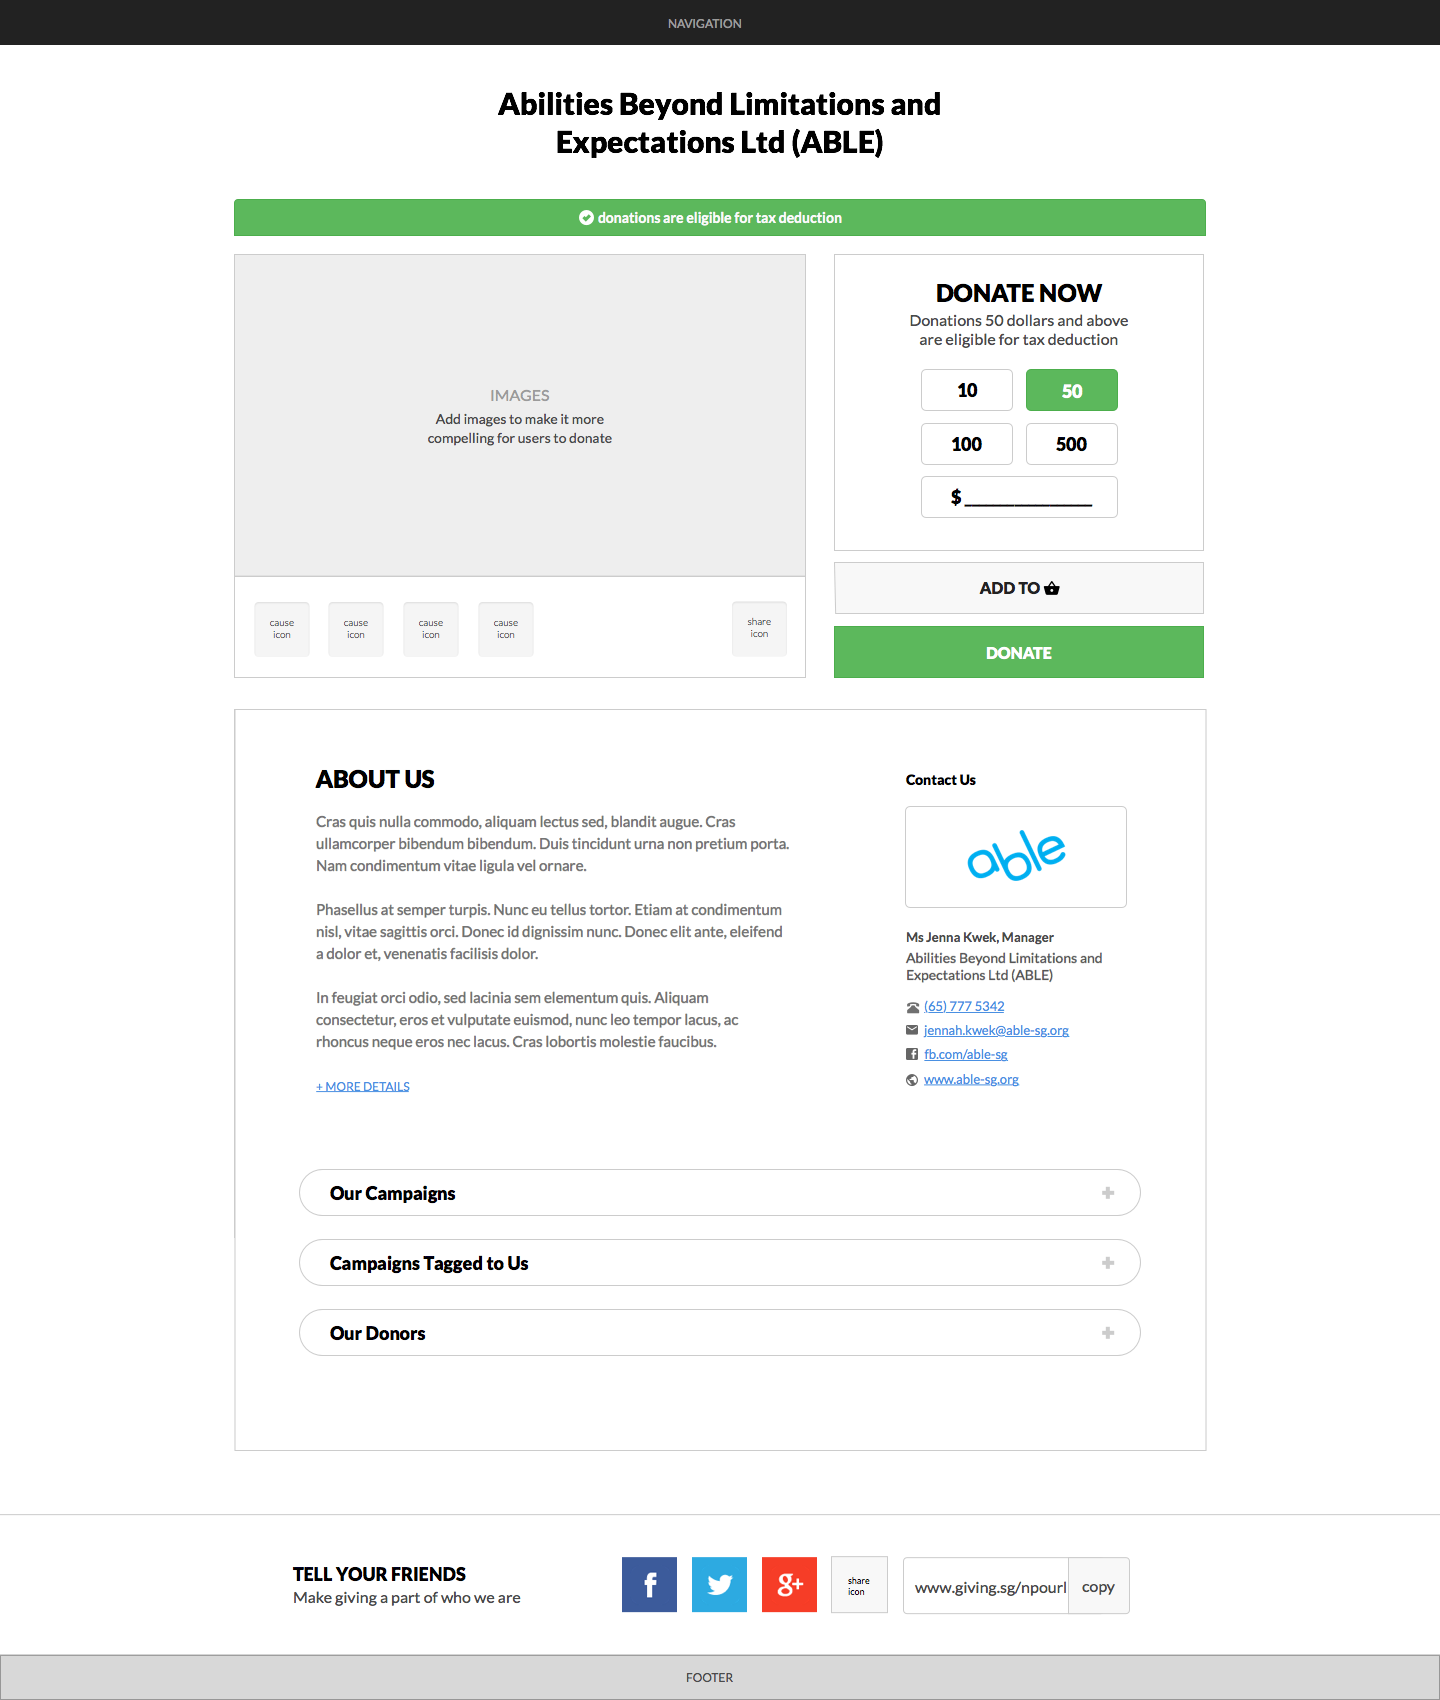 NAVIGATION
Abilities Beyond Limitations and
Expectations Ltd (ABLE)
donations are eligible for tax deduction
IMAGES
Add images to make it more
compelling for users to donate
cause
icon
cause
icon
cause
icon
cause
icon
share
icon
DONATE NOW
Donations 50 dollars and above
are eligible for tax deduction
10
50
100
500
$ ______________
ADD TO
DONATE
ABOUT US
Cras quis nulla commodo, aliquam lectus sed, blandit augue. Cras
ullamcorper bibendum bibendum. Duis tincidunt urna non pretium porta.
Nam condimentum vitae ligula vel ornare.
Phasellus at semper turpis. Nunc eu tellus tortor. Etiam at condimentum
nisl, vitae sagittis orci. Donec id dignissim nunc. Donec elit ante, eleifend
a dolor et, venenatis facilisis dolor.
In feugiat orci odio, sed lacinia sem elementum quis. Aliquam
consectetur, eros et vulputate euismod, nunc leo tempor lacus, ac
rhoncus neque eros nec lacus. Cras lobortis molestie faucibus.
+ MORE DETAILS
Contact Us
able
Ms Jenna Kwek, Manager
Abilities Beyond Limitations and
Expectations Ltd (ABLE)
(65) 777 5342
jennah.kwek@able-sg.org
fb.com/able-sg
www.able-sg.org
Our Campaigns
Campaigns Tagged to Us
Our Donors
TELL YOUR FRIENDS
Make giving a part of who we are
f
g+
share
icon
www.giving.sg/npourl
copy
FOOTER